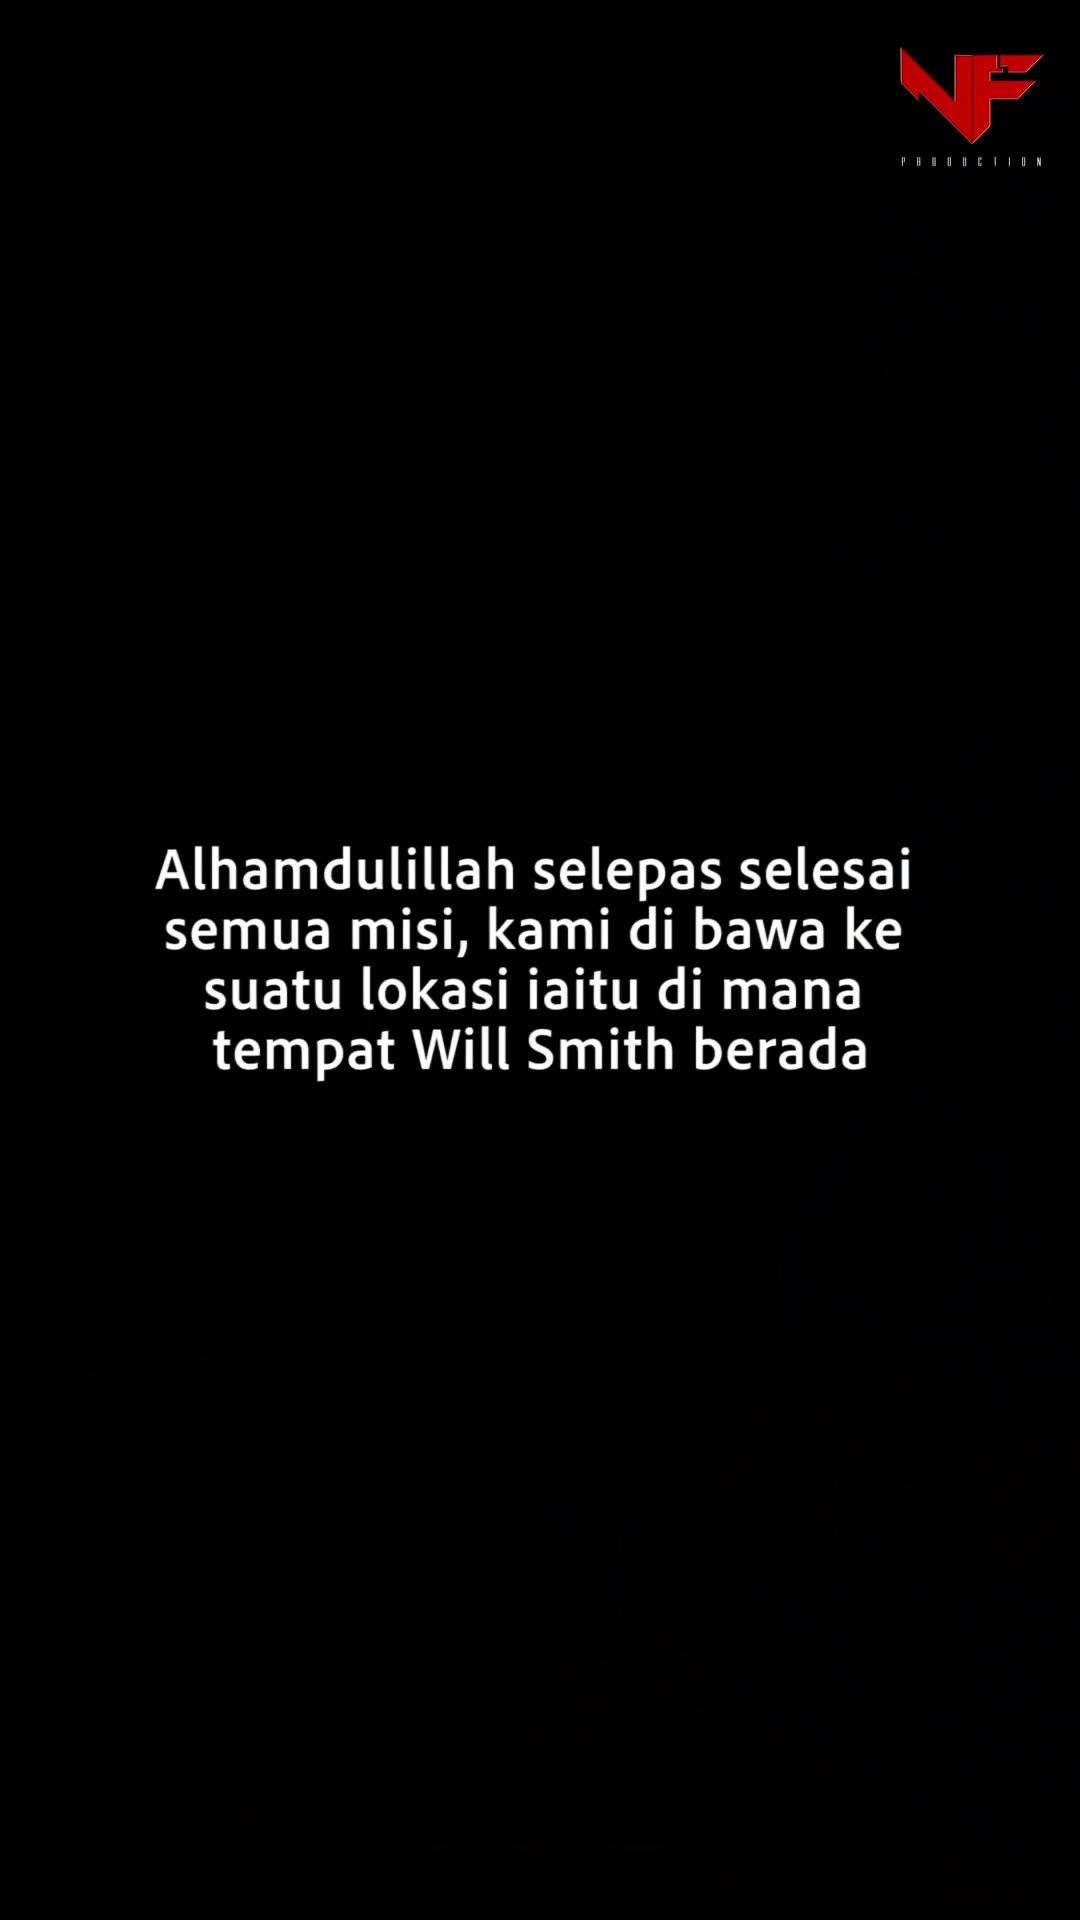 NF
PRODUCTION
Alhamdulillah selepas selesai
semua misi, kami di bawa ke
suatu lokasi iaitu di mana
tempat Will Smith berada